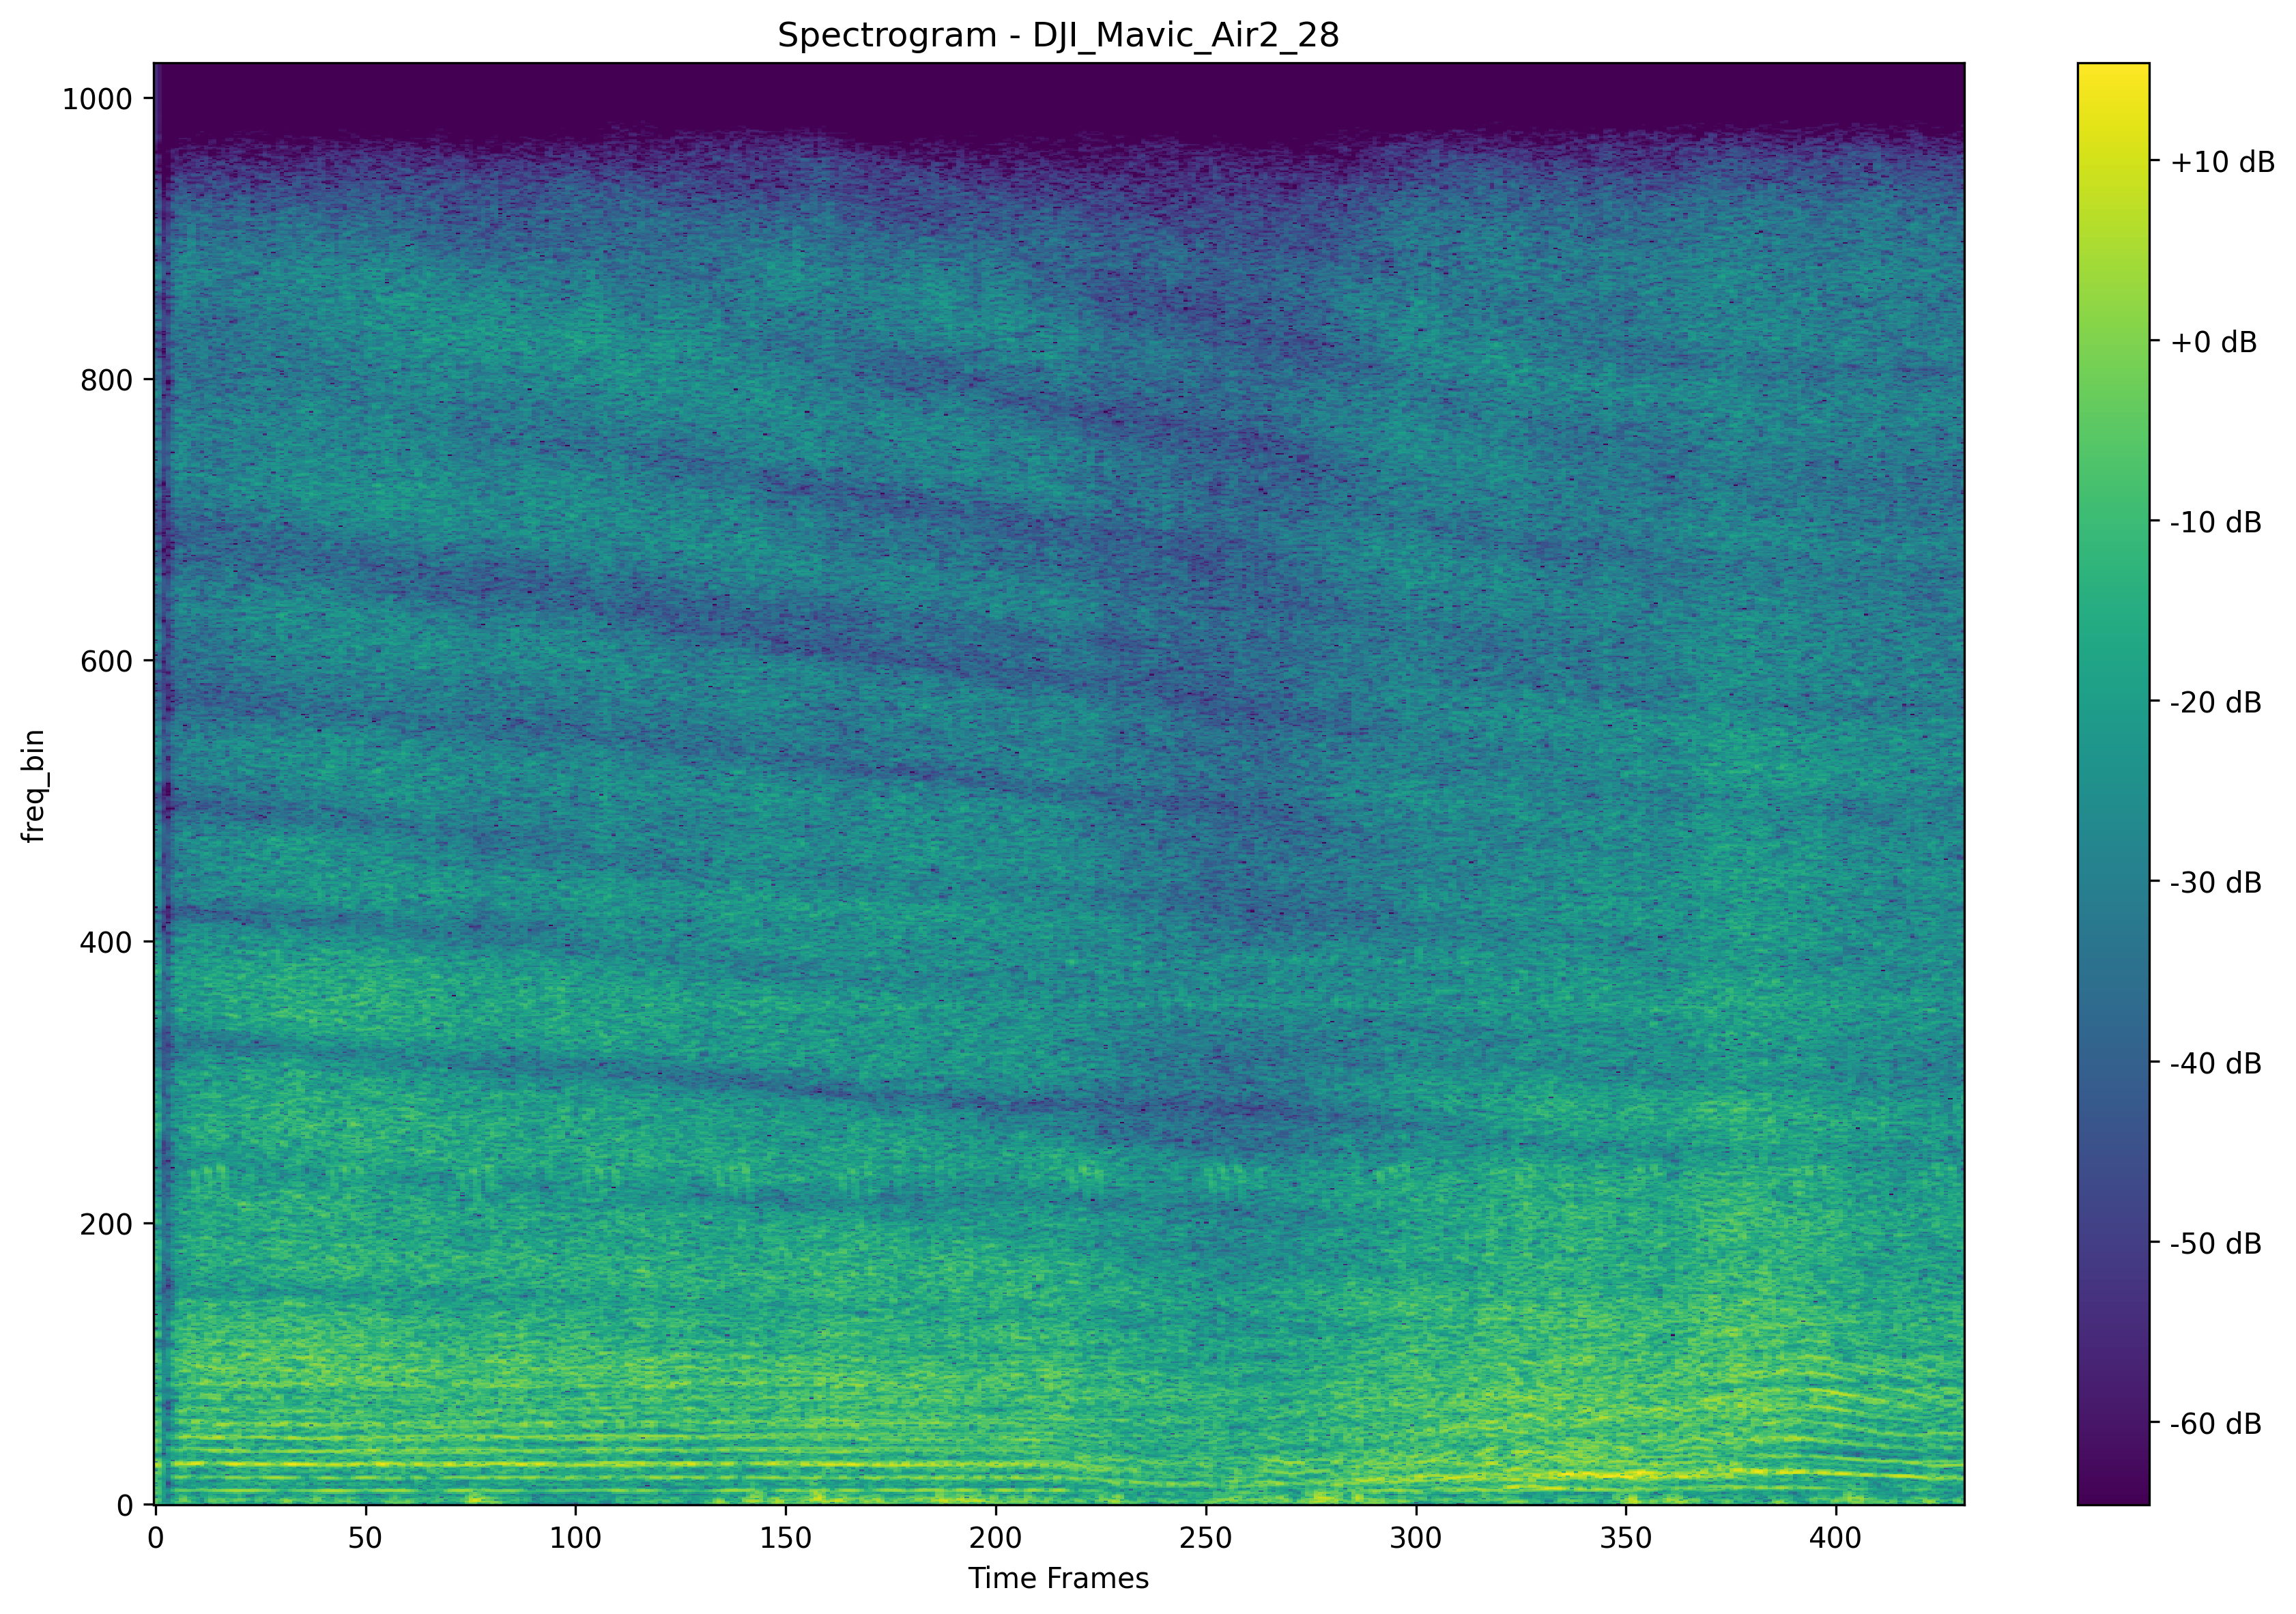 Spectrogram - DJI_Mavic_Air2_28
1000
800
600
400
200
0
freq_bin
0 50 100 150 200 250 300 350 400
Time Frames
+10 dB
+0 dB
-10 dB
-20 dB
-30 dB
-40 dB
-50 dB
-60 dB